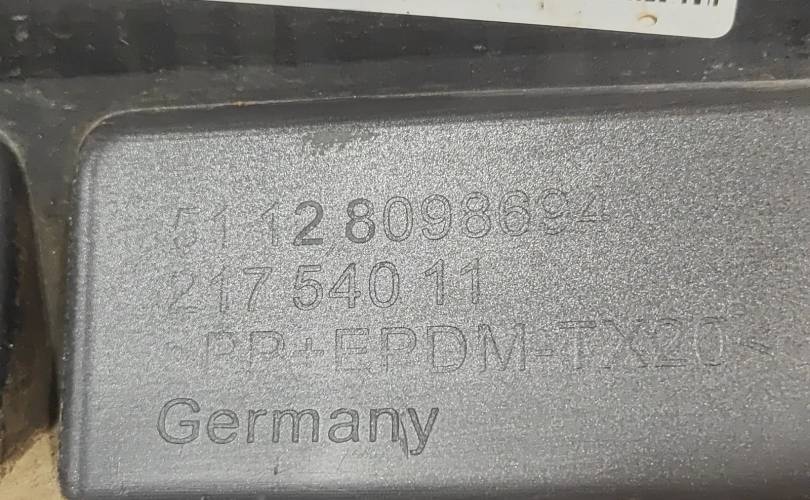 51 12 8098694
217 540 11
>PP+EPDM-TX20<
Germany